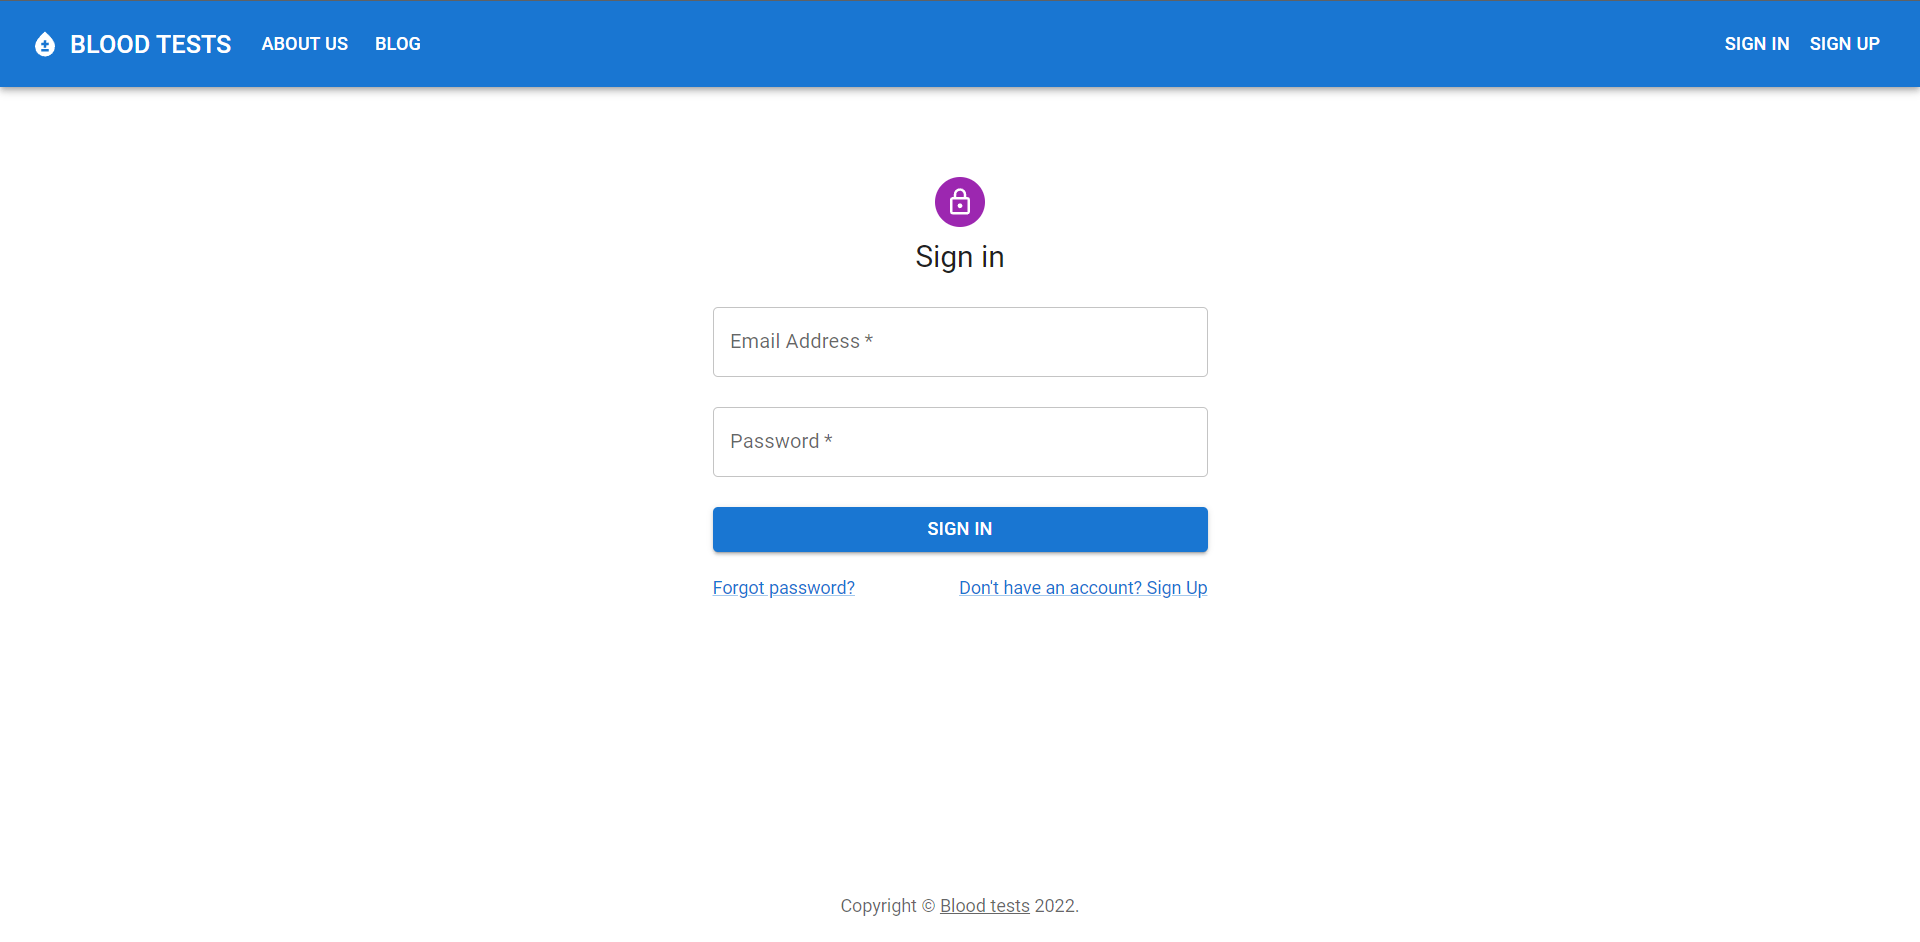 BLOOD TESTS ABOUT US BLOG SIGN IN SIGN UP
Sign in
Email Address *
Password *
SIGN IN
Forgot password? Don't have an account? Sign Up
Copyright © Blood tests 2022.